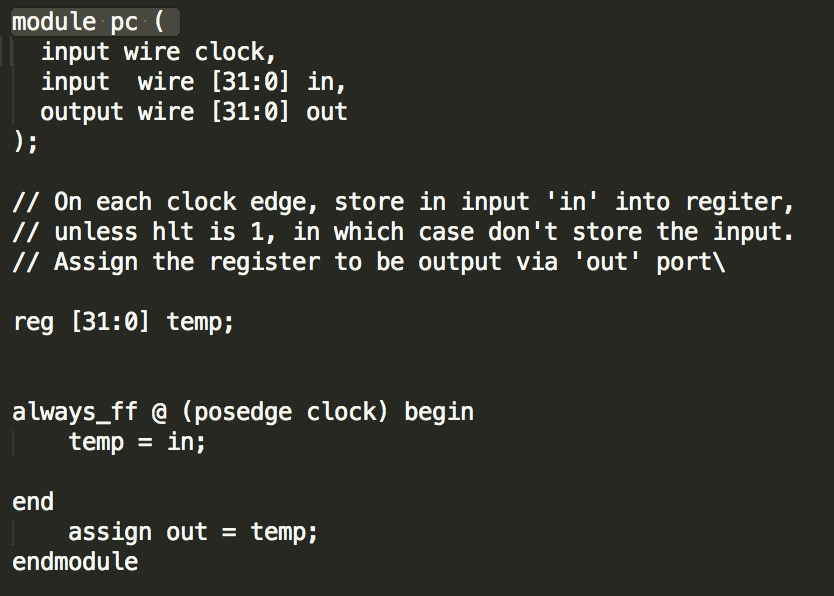 module pc (
  input wire clock,
  input  wire [31:0] in,
  output wire [31:0] out
);

// On each clock edge, store in input 'in' into regiter,
// unless hlt is 1, in which case don't store the input.
// Assign the register to be output via 'out' port\

reg [31:0] temp;

always_ff @ (posedge clock) begin
    temp = in;

end
    assign out = temp;
endmodule